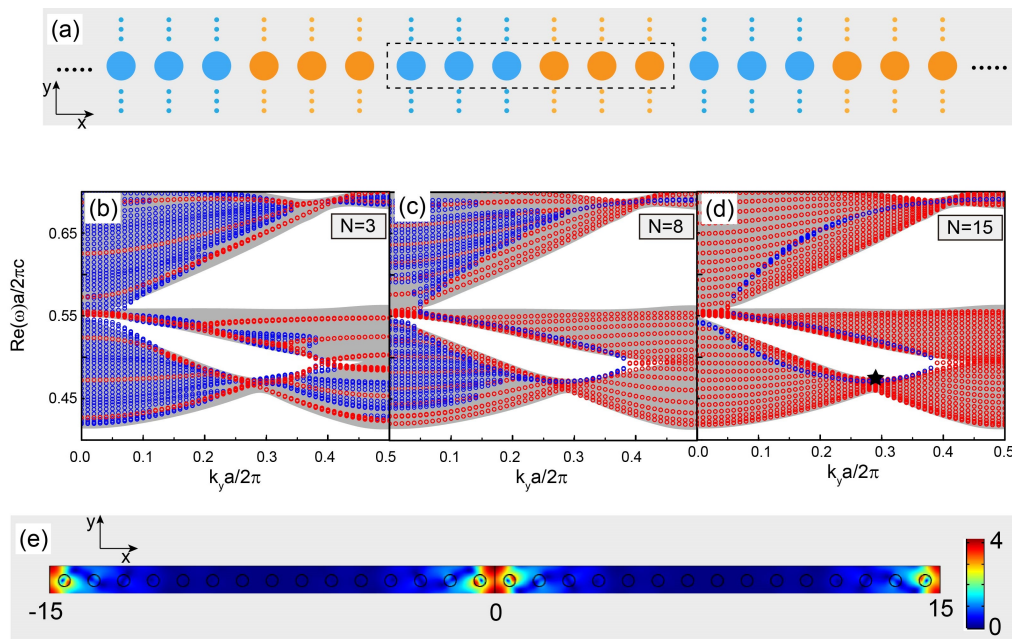 (a)
y
x
(b)
(c)
(d)
N=3
N=8
N=15
Re(ω)a/2πc
0.65
0.55
0.45
0.0 0.1 0.2 0.3 0.4
0.0 0.1 0.2 0.3 0.4
0.0 0.1 0.2 0.3 0.4 0.5
kya/2π
kya/2π
kya/2π
(e)
y
x
4
0
-15
0
15